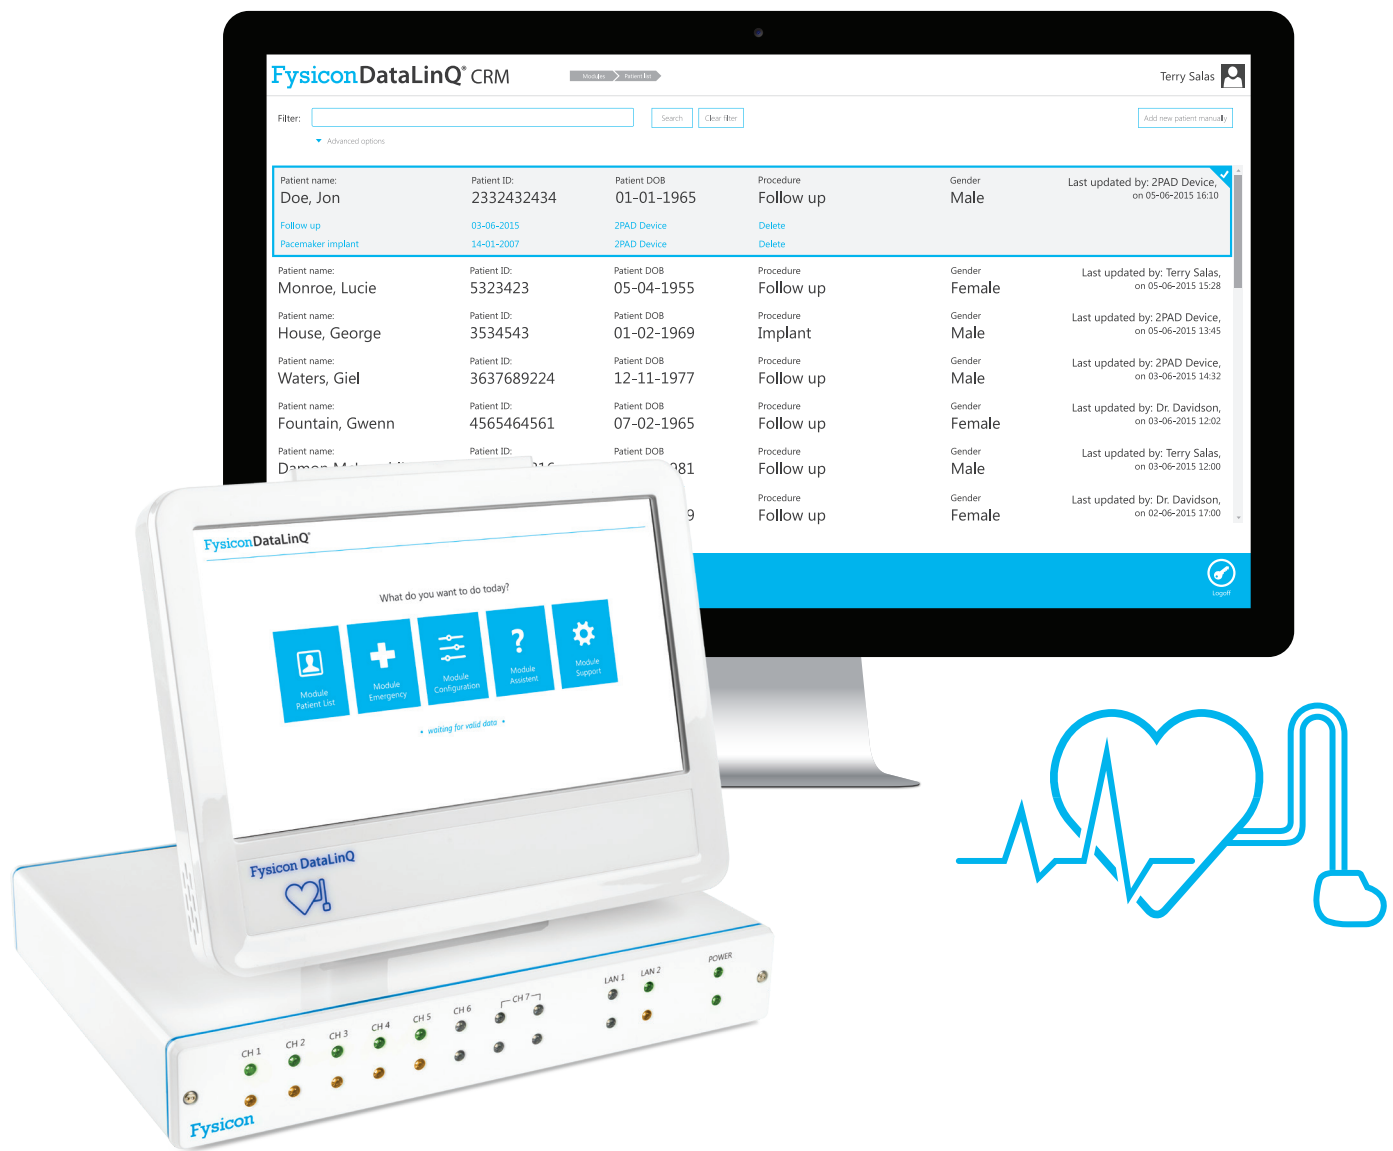 FysiconDataLinQ® CRM
Modules Patient list
Terry Salas
Filter:
Search Clear filter
Add new patient manually
Advanced options
Patient name: Patient ID: Patient DOB Procedure Gender Last updated by: 2PAD Device,
Doe, Jon 2332432434 01-01-1965 Follow up Male on 05-06-2015 16:10
Follow up 03-06-2015 2PAD Device Delete
Pacemaker implant 14-01-2007 2PAD Device Delete
Patient name: Patient ID: Patient DOB Procedure Gender Last updated by: Terry Salas,
Monroe, Lucie 5323423 05-04-1955 Follow up Female on 05-06-2015 15:28
Patient name: Patient ID: Patient DOB Procedure Gender Last updated by: 2PAD Device,
House, George 3534543 01-02-1969 Implant Male on 05-06-2015 13:45
Patient name: Patient ID: Patient DOB Procedure Gender Last updated by: 2PAD Device,
Waters, Giel 3637689224 12-11-1977 Follow up Male on 03-06-2015 14:32
Patient name: Patient ID: Patient DOB Procedure Gender Last updated by: Dr. Davidson,
Fountain, Gwenn 4565464561 07-02-1965 Follow up Female on 03-06-2015 12:02
Patient name: Patient ID: Patient DOB Procedure Gender Last updated by: Terry Salas,
981 Follow up Male on 03-06-2015 12:00
Procedure Gender Last updated by: Dr. Davidson,
9 Follow up Female on 02-06-2015 17:00
Logoff
FysiconDataLinQ®
What do you want to do today?
Module Patient List
Module Emergency
Module Configuration
?
Module Assistent
Module Support
• waiting for valid data •
Fysicon DataLinQ
CH 1 CH 2 CH 3 CH 4 CH 5 CH 6 CH 7 LAN 1 LAN 2 POWER
Fysicon